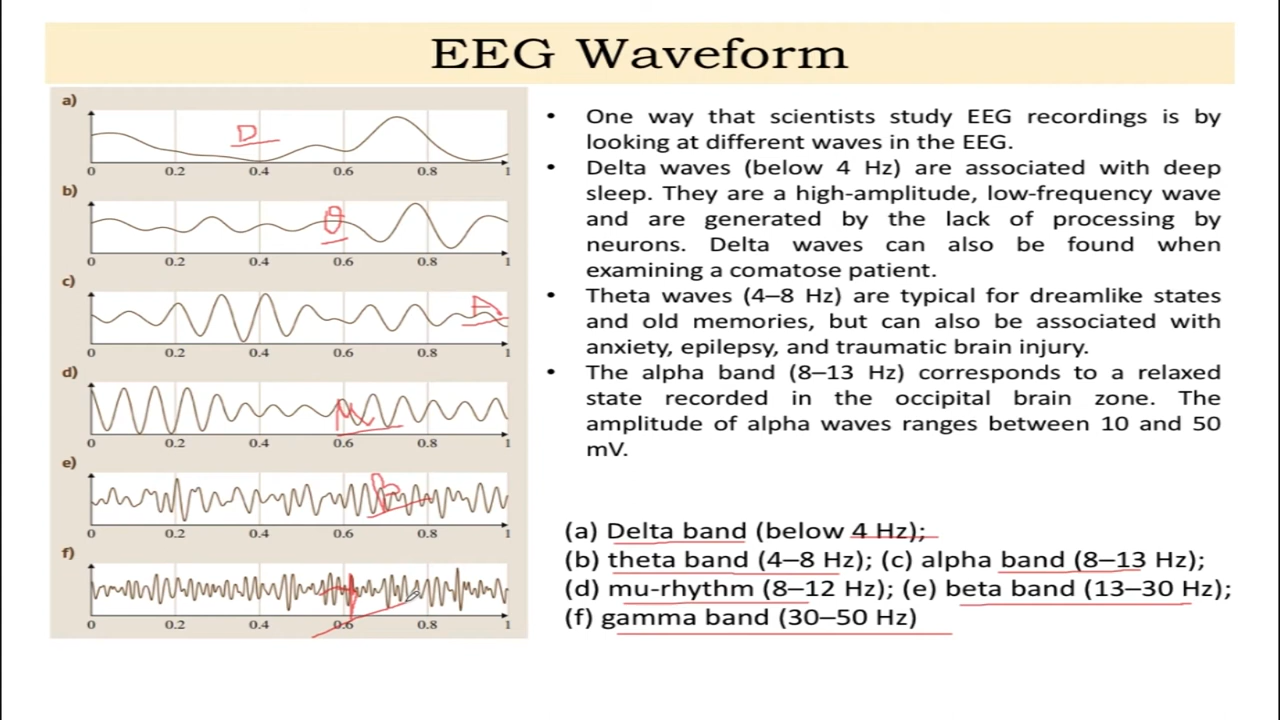 EEG Waveform
a)
D
0 0.2 0.4 0.6 0.8 1
b)
θ
0 0.2 0.4 0.6 0.8 1
c)
A
0 0.2 0.4 0.6 0.8 1
d)
M
0 0.2 0.4 0.6 0.8 1
e)
β
0 0.2 0.4 0.6 0.8 1
f)
0 0.2 0.4 0.6 0.8 1
• One way that scientists study EEG recordings is by
looking at different waves in the EEG.
• Delta waves (below 4 Hz) are associated with deep
sleep. They are a high-amplitude, low-frequency wave
and are generated by the lack of processing by
neurons. Delta waves can also be found when
examining a comatose patient.
• Theta waves (4–8 Hz) are typical for dreamlike states
and old memories, but can also be associated with
anxiety, epilepsy, and traumatic brain injury.
• The alpha band (8–13 Hz) corresponds to a relaxed
state recorded in the occipital brain zone. The
amplitude of alpha waves ranges between 10 and 50
mV.
(a) Delta band (below 4 Hz);
(b) theta band (4–8 Hz); (c) alpha band (8–13 Hz);
(d) mu-rhythm (8–12 Hz); (e) beta band (13–30 Hz);
(f) gamma band (30–50 Hz)